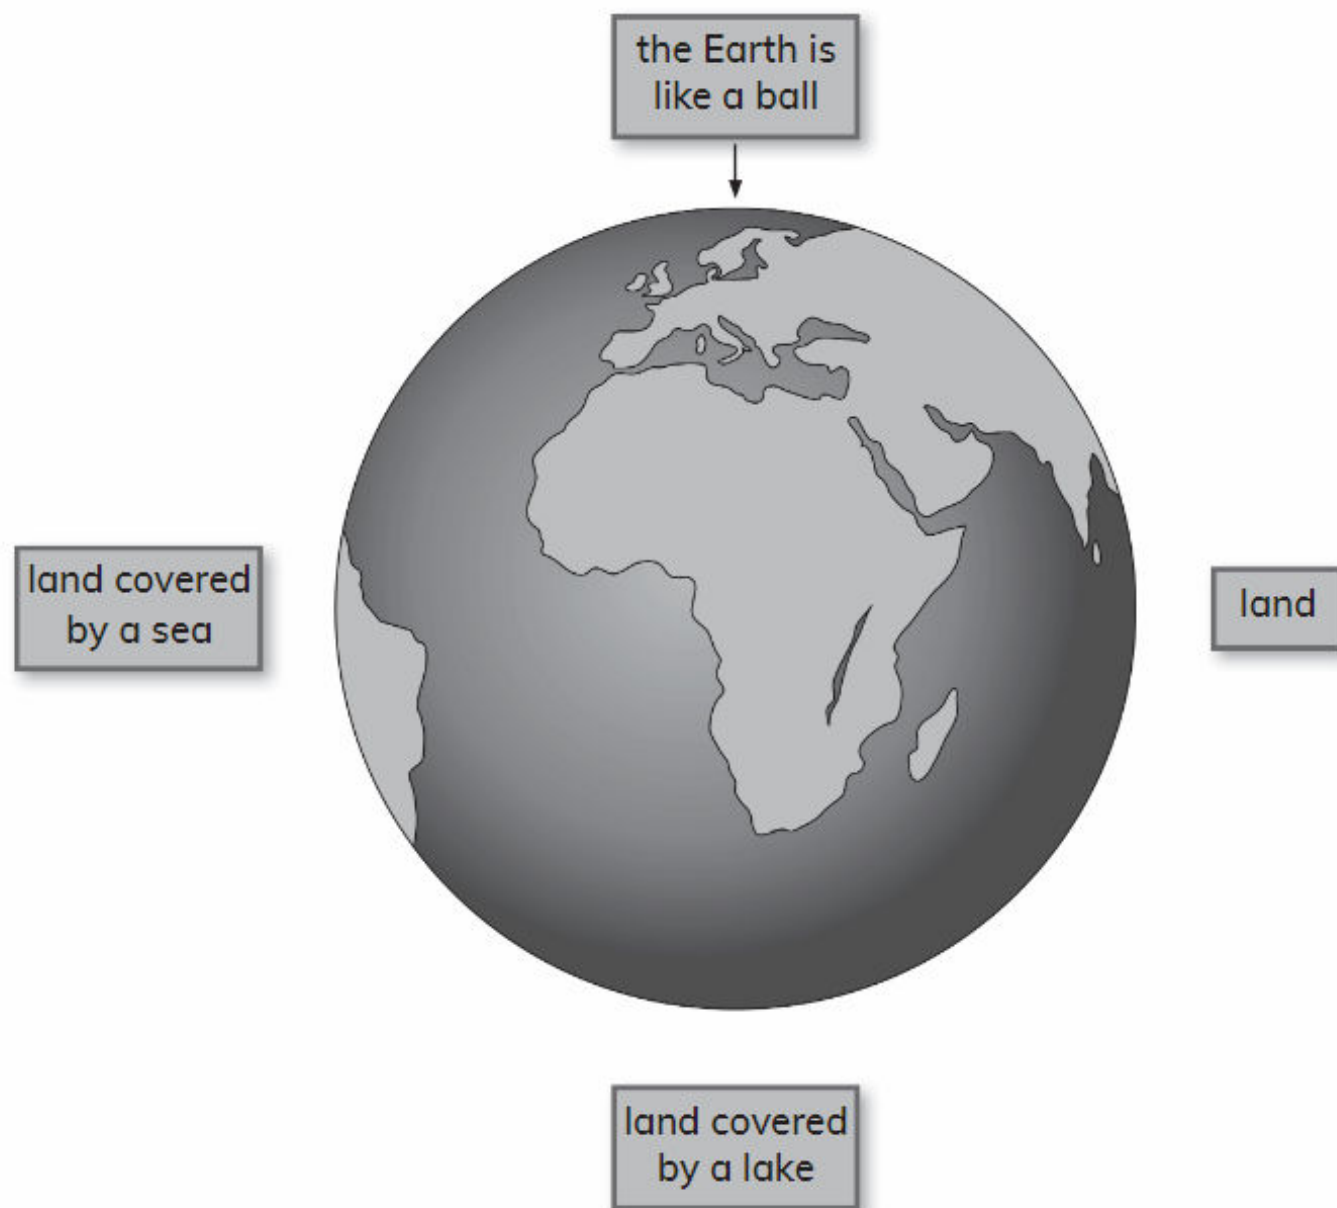 the Earth is
like a ball
land covered
by a sea
land
land covered
by a lake